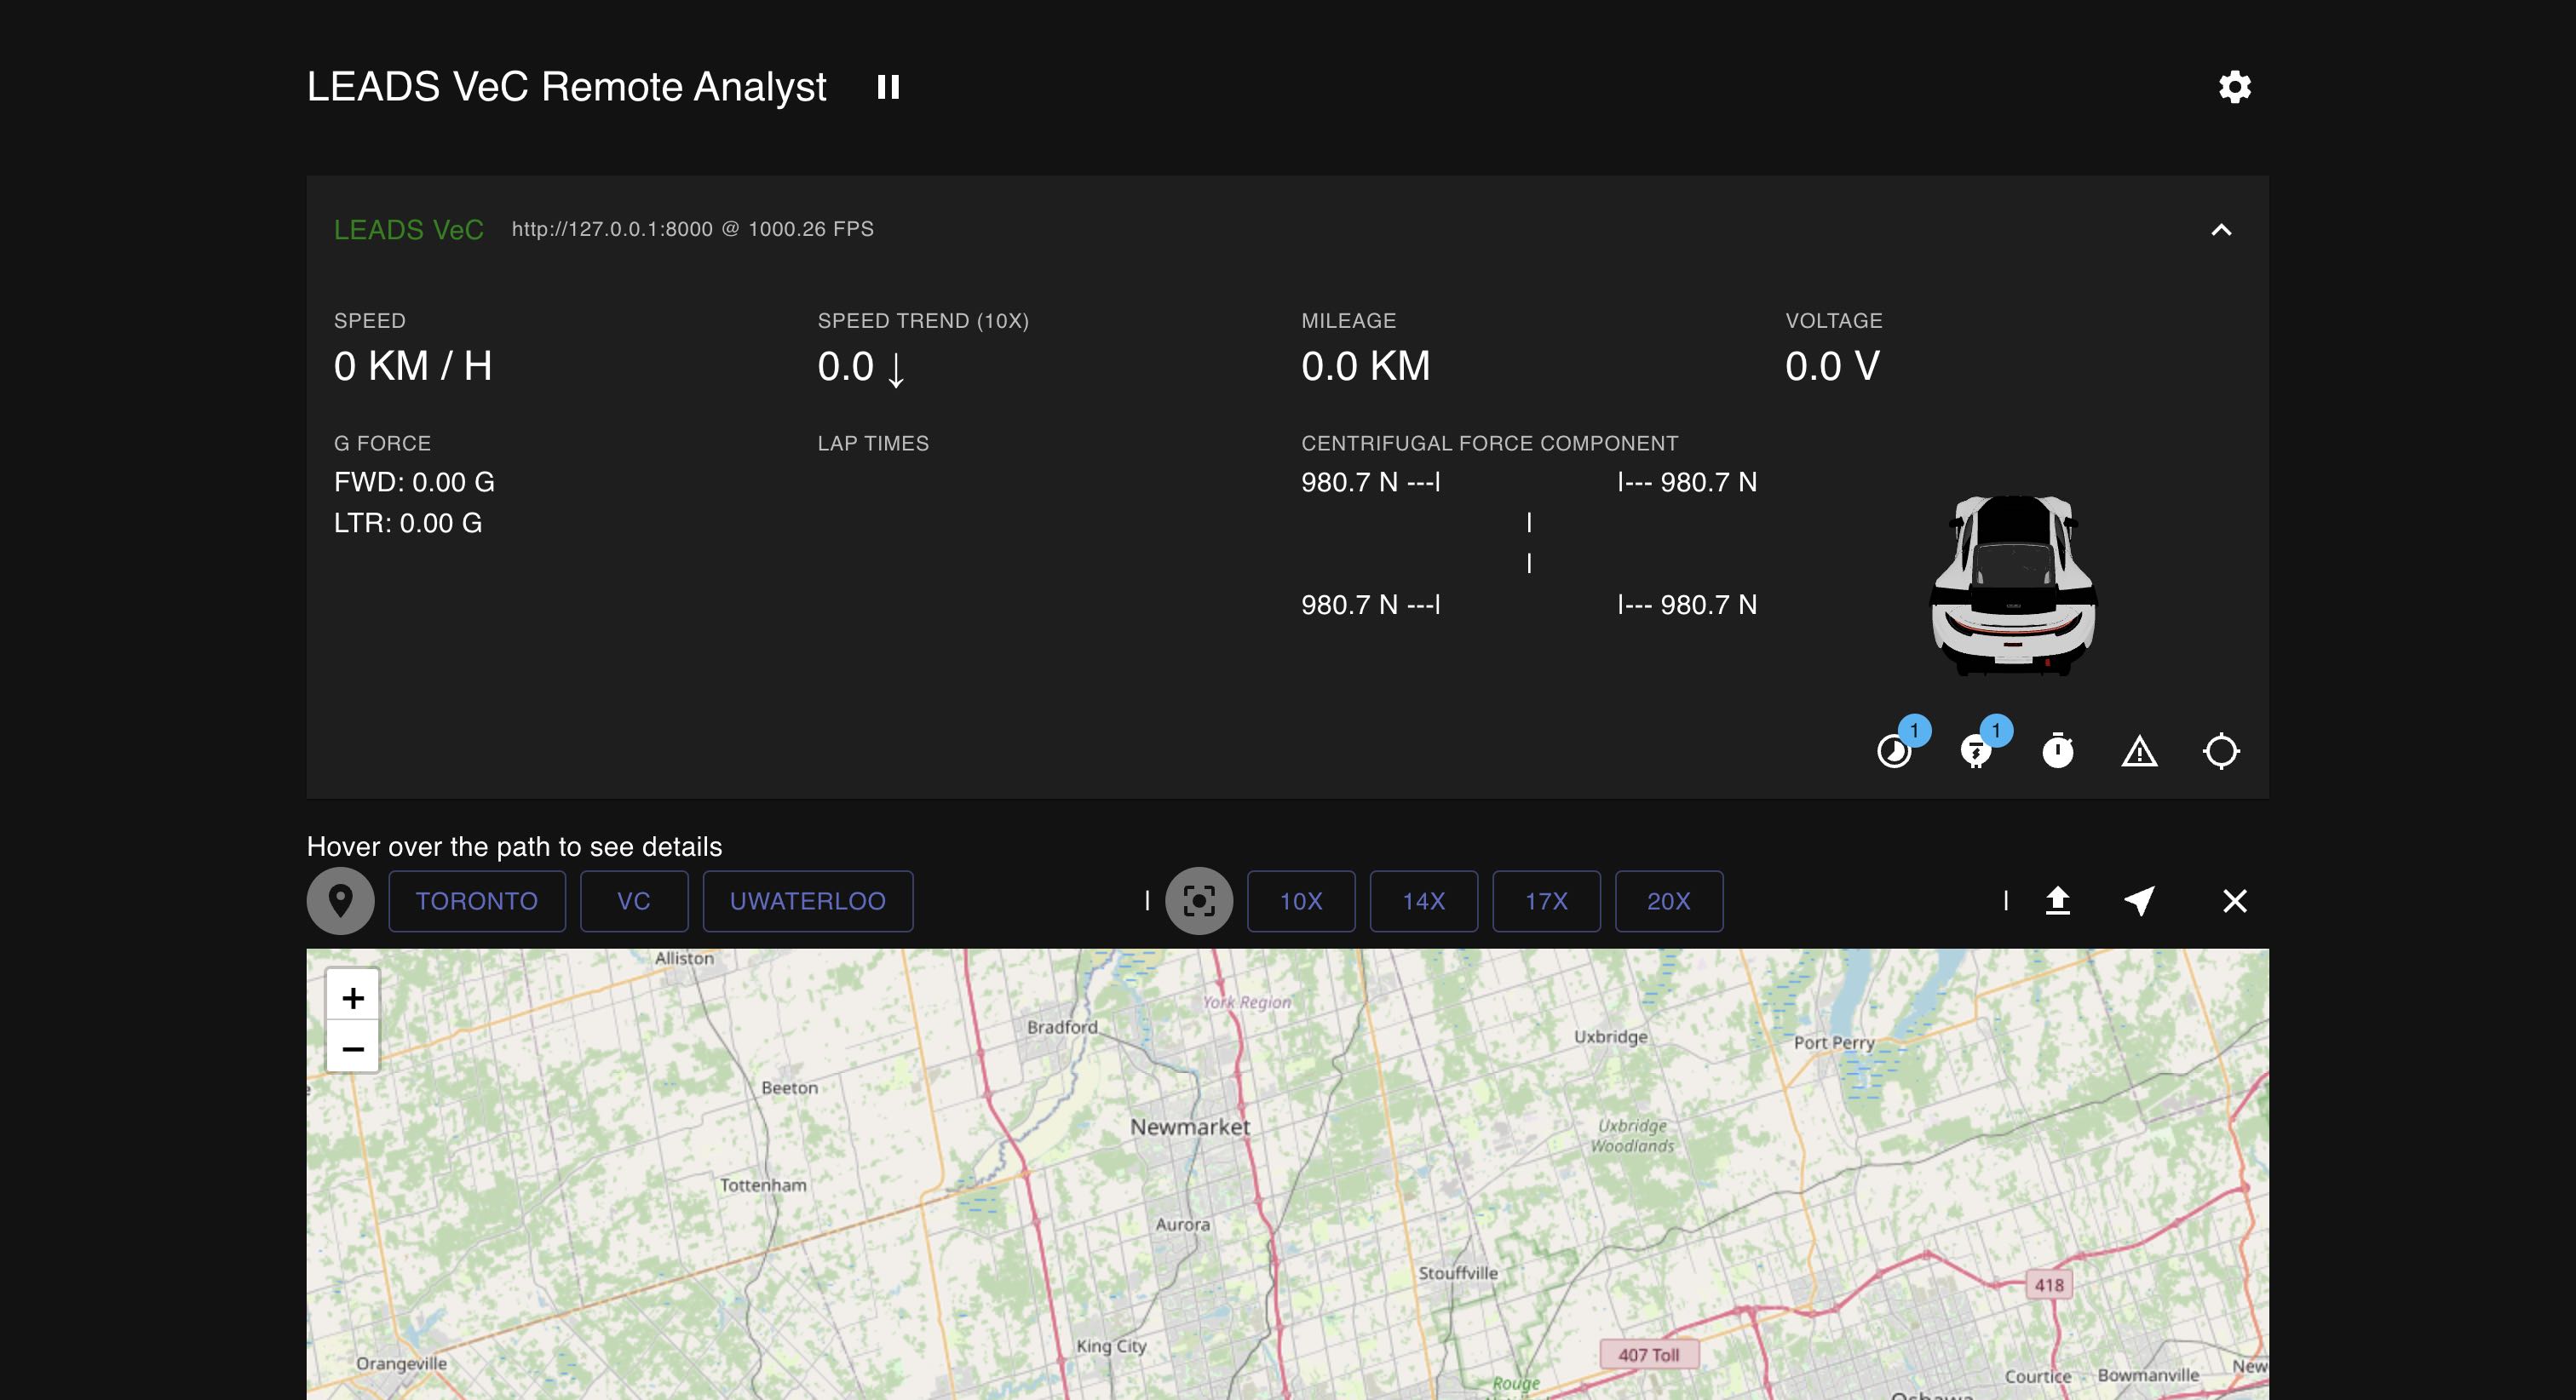 LEADS VeC Remote Analyst
LEADS VeC http://127.0.0.1:8000 @ 1000.26 FPS
SPEED SPEED TREND (10X) MILEAGE VOLTAGE
0 KM / H 0.0 ↓ 0.0 KM 0.0 V
G FORCE LAP TIMES CENTRIFUGAL FORCE COMPONENT
FWD: 0.00 G 980.7 N ---| |--- 980.7 N
LTR: 0.00 G |
|
980.7 N ---| |--- 980.7 N
1 1
Hover over the path to see details
TORONTO VC UWATERLOO | 10X 14X 17X 20X |
Alliston
+
York Region
Bradford
Uxbridge
Port Perry
−
Beeton
Newmarket
Uxbridge
Woodlands
Tottenham
Aurora
Stouffville
418
King City
407 Toll
Orangeville
Courtice Bowmanville
Rouge